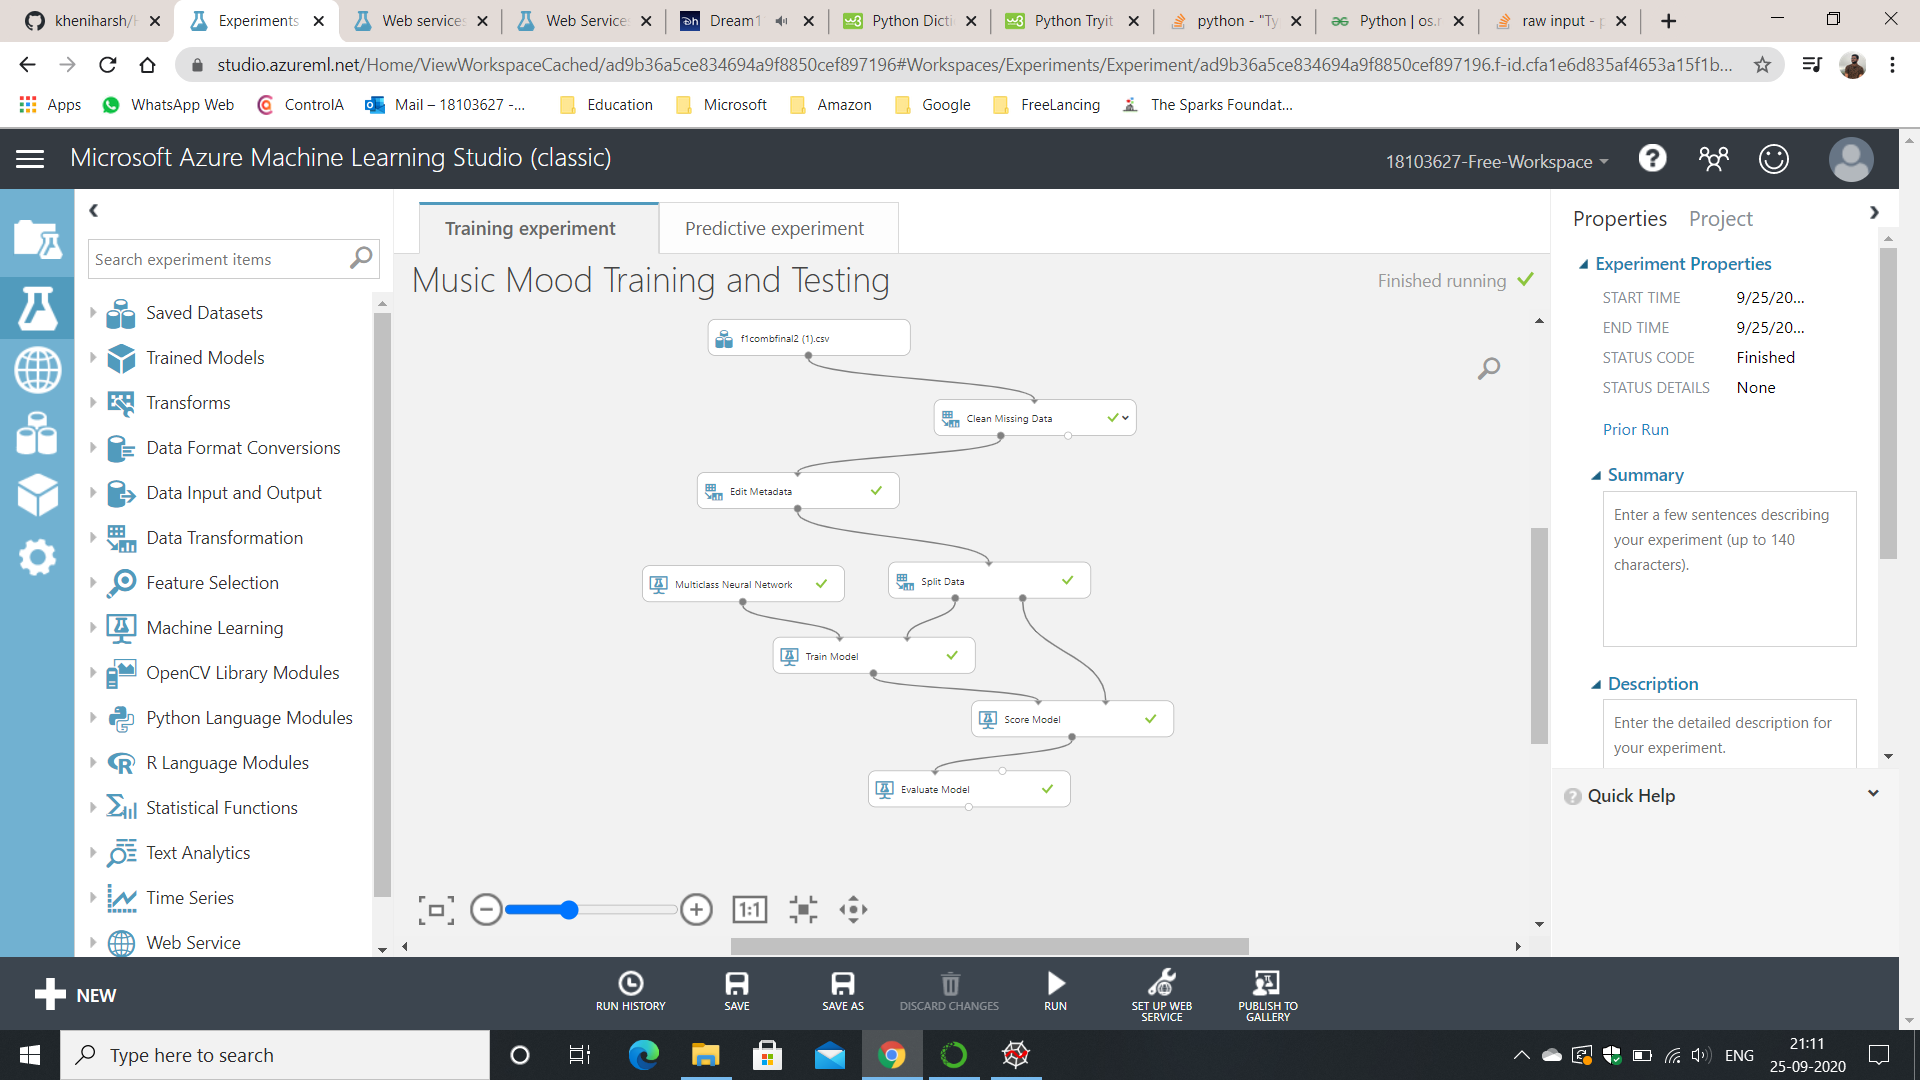 kheniharsh/
Experiments
Web services
Web Service
Dream1
Python Dicti
Python Tryit
python - "Ty
Python | os.r
raw input - p
studio.azureml.net/Home/ViewWorkspaceCached/ad9b36a5ce834694a9f8850cef897196#Workspaces/Experiments/Experiment/ad9b36a5ce834694a9f8850cef897196.f-id.cfa1e6d835af4653a15f1b...
Apps
WhatsApp Web
ControlA
Mail – 18103627 -...
Education
Microsoft
Amazon
Google
FreeLancing
The Sparks Foundat...
Microsoft Azure Machine Learning Studio (classic)
18103627-Free-Workspace
Training experiment
Predictive experiment
Properties
Project
Search experiment items
Music Mood Training and Testing
Finished running
Saved Datasets
Trained Models
Transforms
Data Format Conversions
Data Input and Output
Data Transformation
Feature Selection
Machine Learning
OpenCV Library Modules
Python Language Modules
R Language Modules
Statistical Functions
Text Analytics
Time Series
Web Service
f1combfinal2 (1).csv
Clean Missing Data
Edit Metadata
Multiclass Neural Network
Split Data
Train Model
Score Model
Evaluate Model
1:1
Experiment Properties
START TIME 9/25/20...
END TIME 9/25/20...
STATUS CODE Finished
STATUS DETAILS None
Prior Run
Summary
Enter a few sentences describing
your experiment (up to 140
characters).
Description
Enter the detailed description for
your experiment.
Quick Help
NEW
RUN HISTORY
SAVE
SAVE AS
DISCARD CHANGES
RUN
SET UP WEB
SERVICE
PUBLISH TO
GALLERY
Type here to search
ENG
21:11
25-09-2020